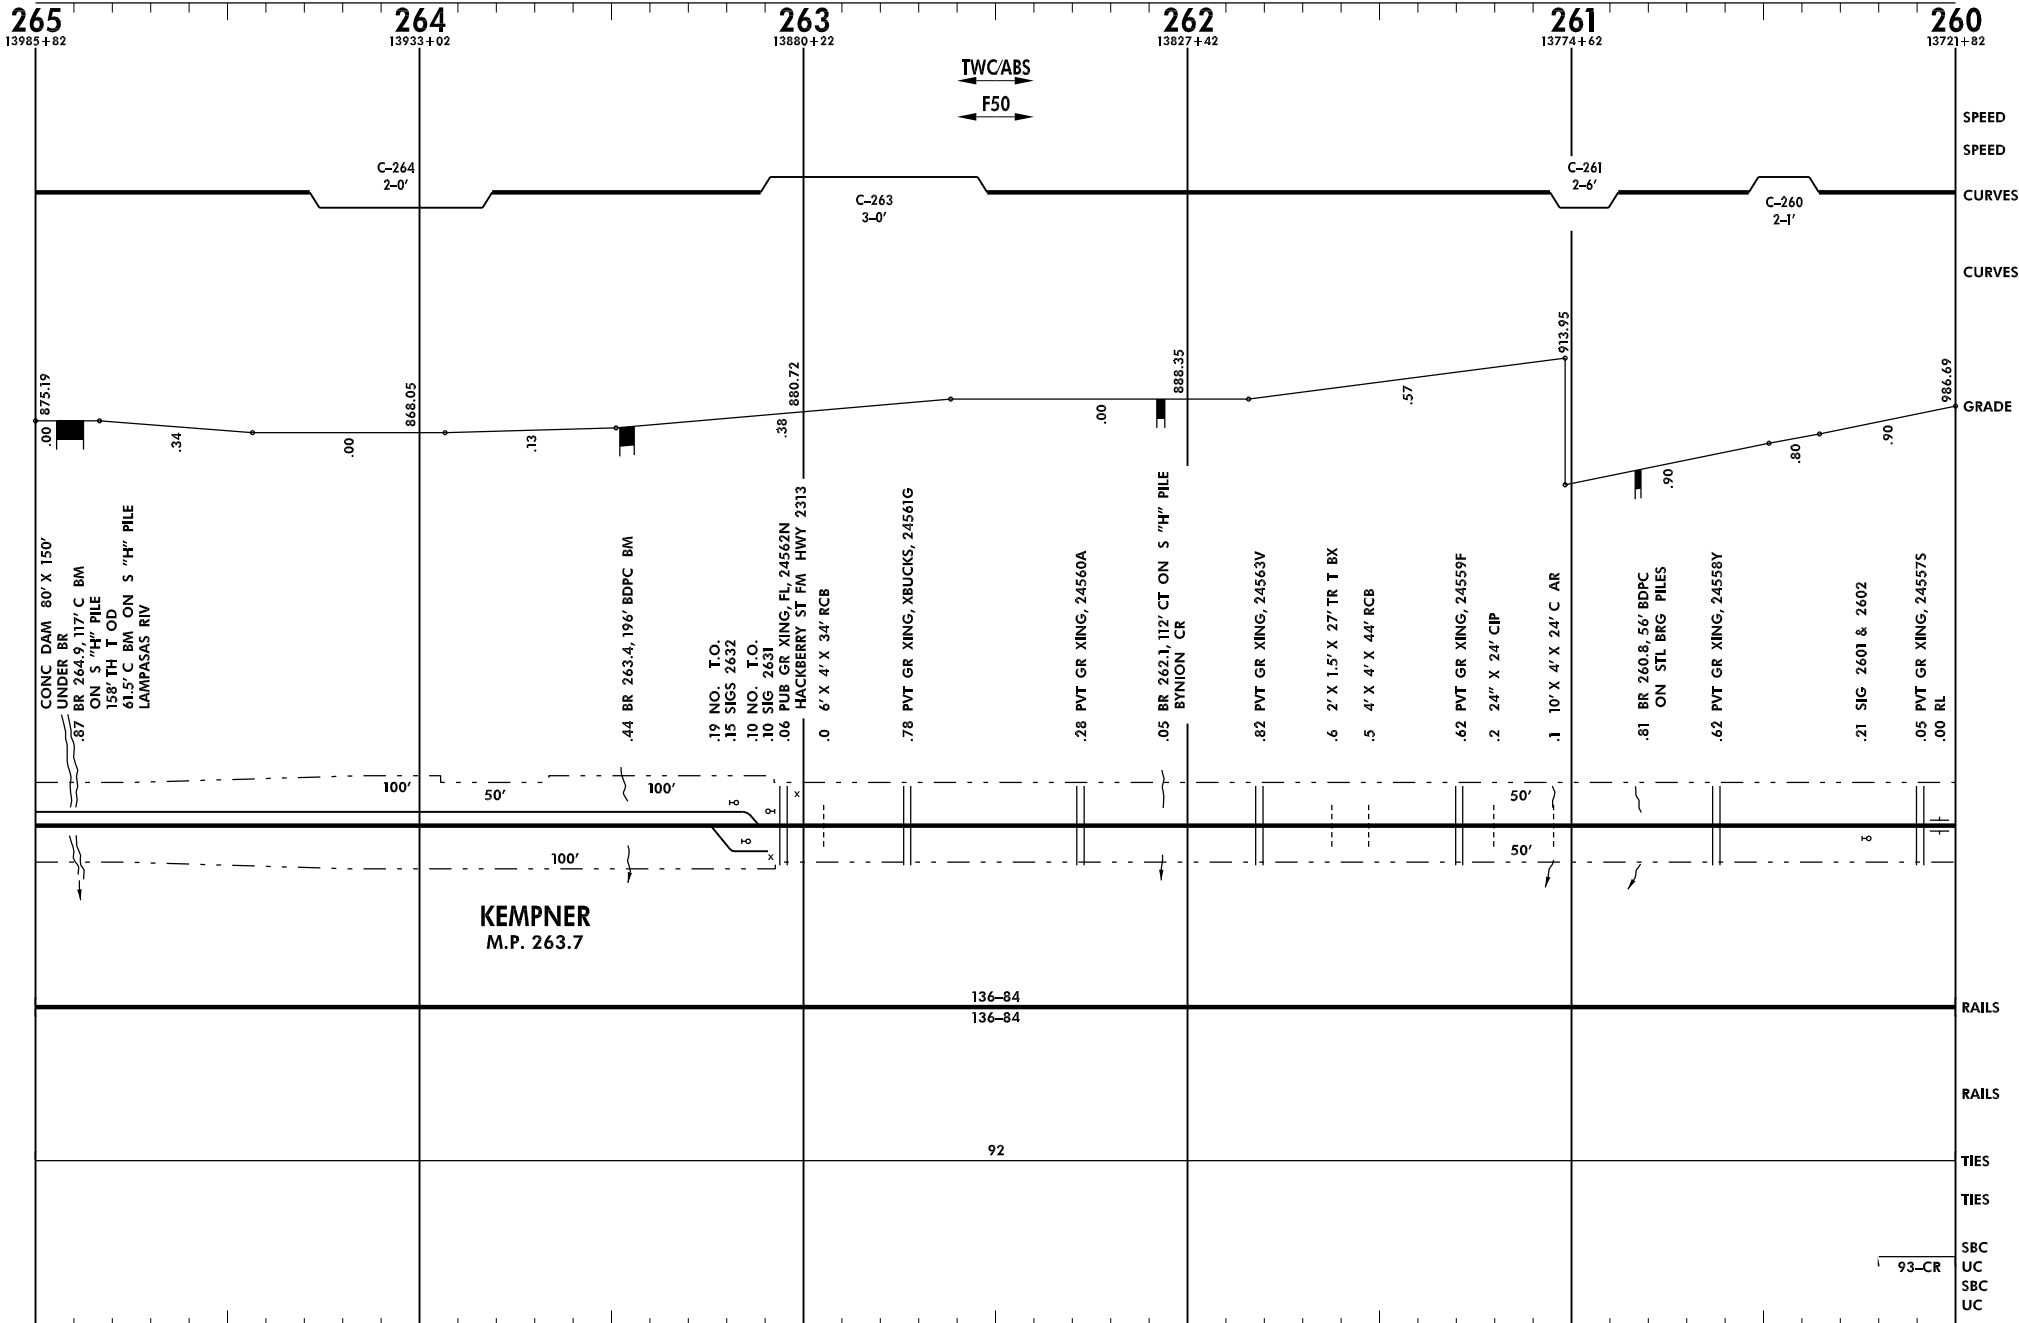 265
264
263
262
261
260
13985+82
13933+02
13880+22
13827+42
13774+62
13721+82
TWC/ABS
F50
SPEED
SPEED
C–264
2–0'
C–263
3–0'
C–261
2–6'
C–260
2–1'
CURVES
CURVES
875.19
868.05
880.72
888.35
913.95
986.69
GRADE
.00
.34
.00
.13
.38
.00
.57
.90
.80
.90
CONC DAM 80' X 150'
UNDER BR
.87 BR 264.9, 117' C BM
ON S "H" PILE
158' TH T OD
61.5' C BM ON S "H" PILE
LAMPASAS RIV
.44 BR 263.4, 196' BDPC BM
.19 NO. T.O.
.15 SIGS 2632
.10 NO. T.O.
.10 SIG 2631
.06 PUB GR XING, FL, 24562N
HACKBERRY ST FM HWY 2313
.0 6' X 4' X 34' RCB
.78 PVT GR XING, XBUCKS, 24561G
.28 PVT GR XING, 24560A
.05 BR 262.1, 112' CT ON S "H" PILE
BYNION CR
.82 PVT GR XING, 24563V
.6 2' X 1.5' X 27' TR T BX
.5 4' X 4' X 44' RCB
.62 PVT GR XING, 24559F
.2 24" X 24' CIP
.1 10' X 4' X 24' C AR
.81 BR 260.8, 56' BDPC
ON STL BRG PILES
.62 PVT GR XING, 24558Y
.21 SIG 2601 & 2602
.05 PVT GR XING, 24557S
.00 RL
100'
50'
100'
50'
x
100'
x
50'
KEMPNER
M.P. 263.7
136–84
136–84
RAILS
RAILS
92
TIES
TIES
SBC
93–CR
UC
SBC
UC